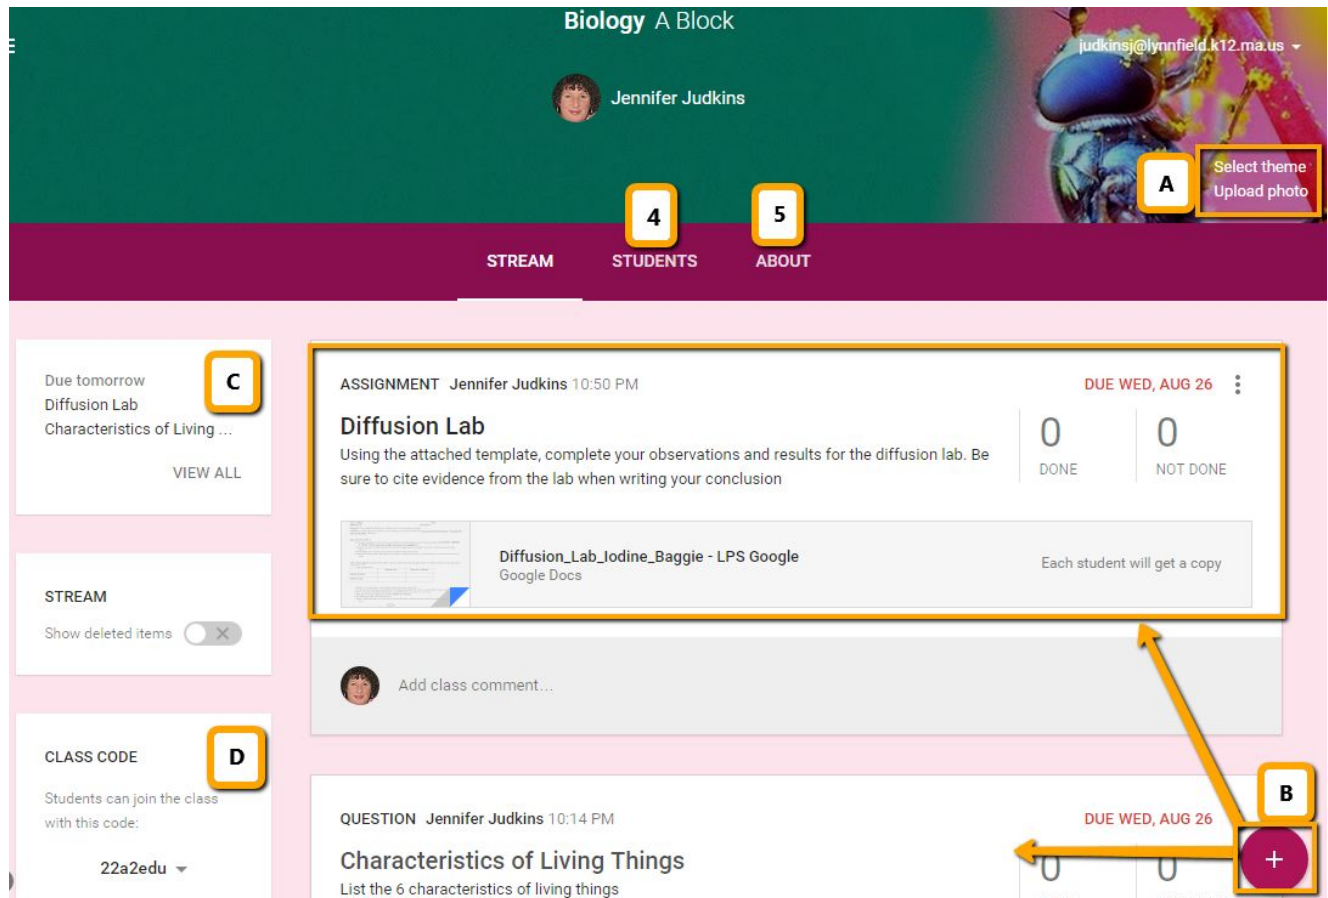 Biology A Block
judkinsj@lynnfield.k12.ma.us
Jennifer Judkins
A
Select theme
Upload photo
4
5
STREAM STUDENTS ABOUT
C
Due tomorrow
Diffusion Lab
Characteristics of Living ...
VIEW ALL
STREAM
Show deleted items
D
CLASS CODE
Students can join the class
with this code:
22a2edu
ASSIGNMENT Jennifer Judkins 10:50 PM
DUE WED, AUG 26
Diffusion Lab
Using the attached template, complete your observations and results for the diffusion lab. Be
sure to cite evidence from the lab when writing your conclusion
0 0
DONE NOT DONE
Diffusion_Lab_Iodine_Baggie - LPS Google
Google Docs
Each student will get a copy
Add class comment...
B
QUESTION Jennifer Judkins 10:14 PM
DUE WED, AUG 26
Characteristics of Living Things
List the 6 characteristics of living things
0 0
+